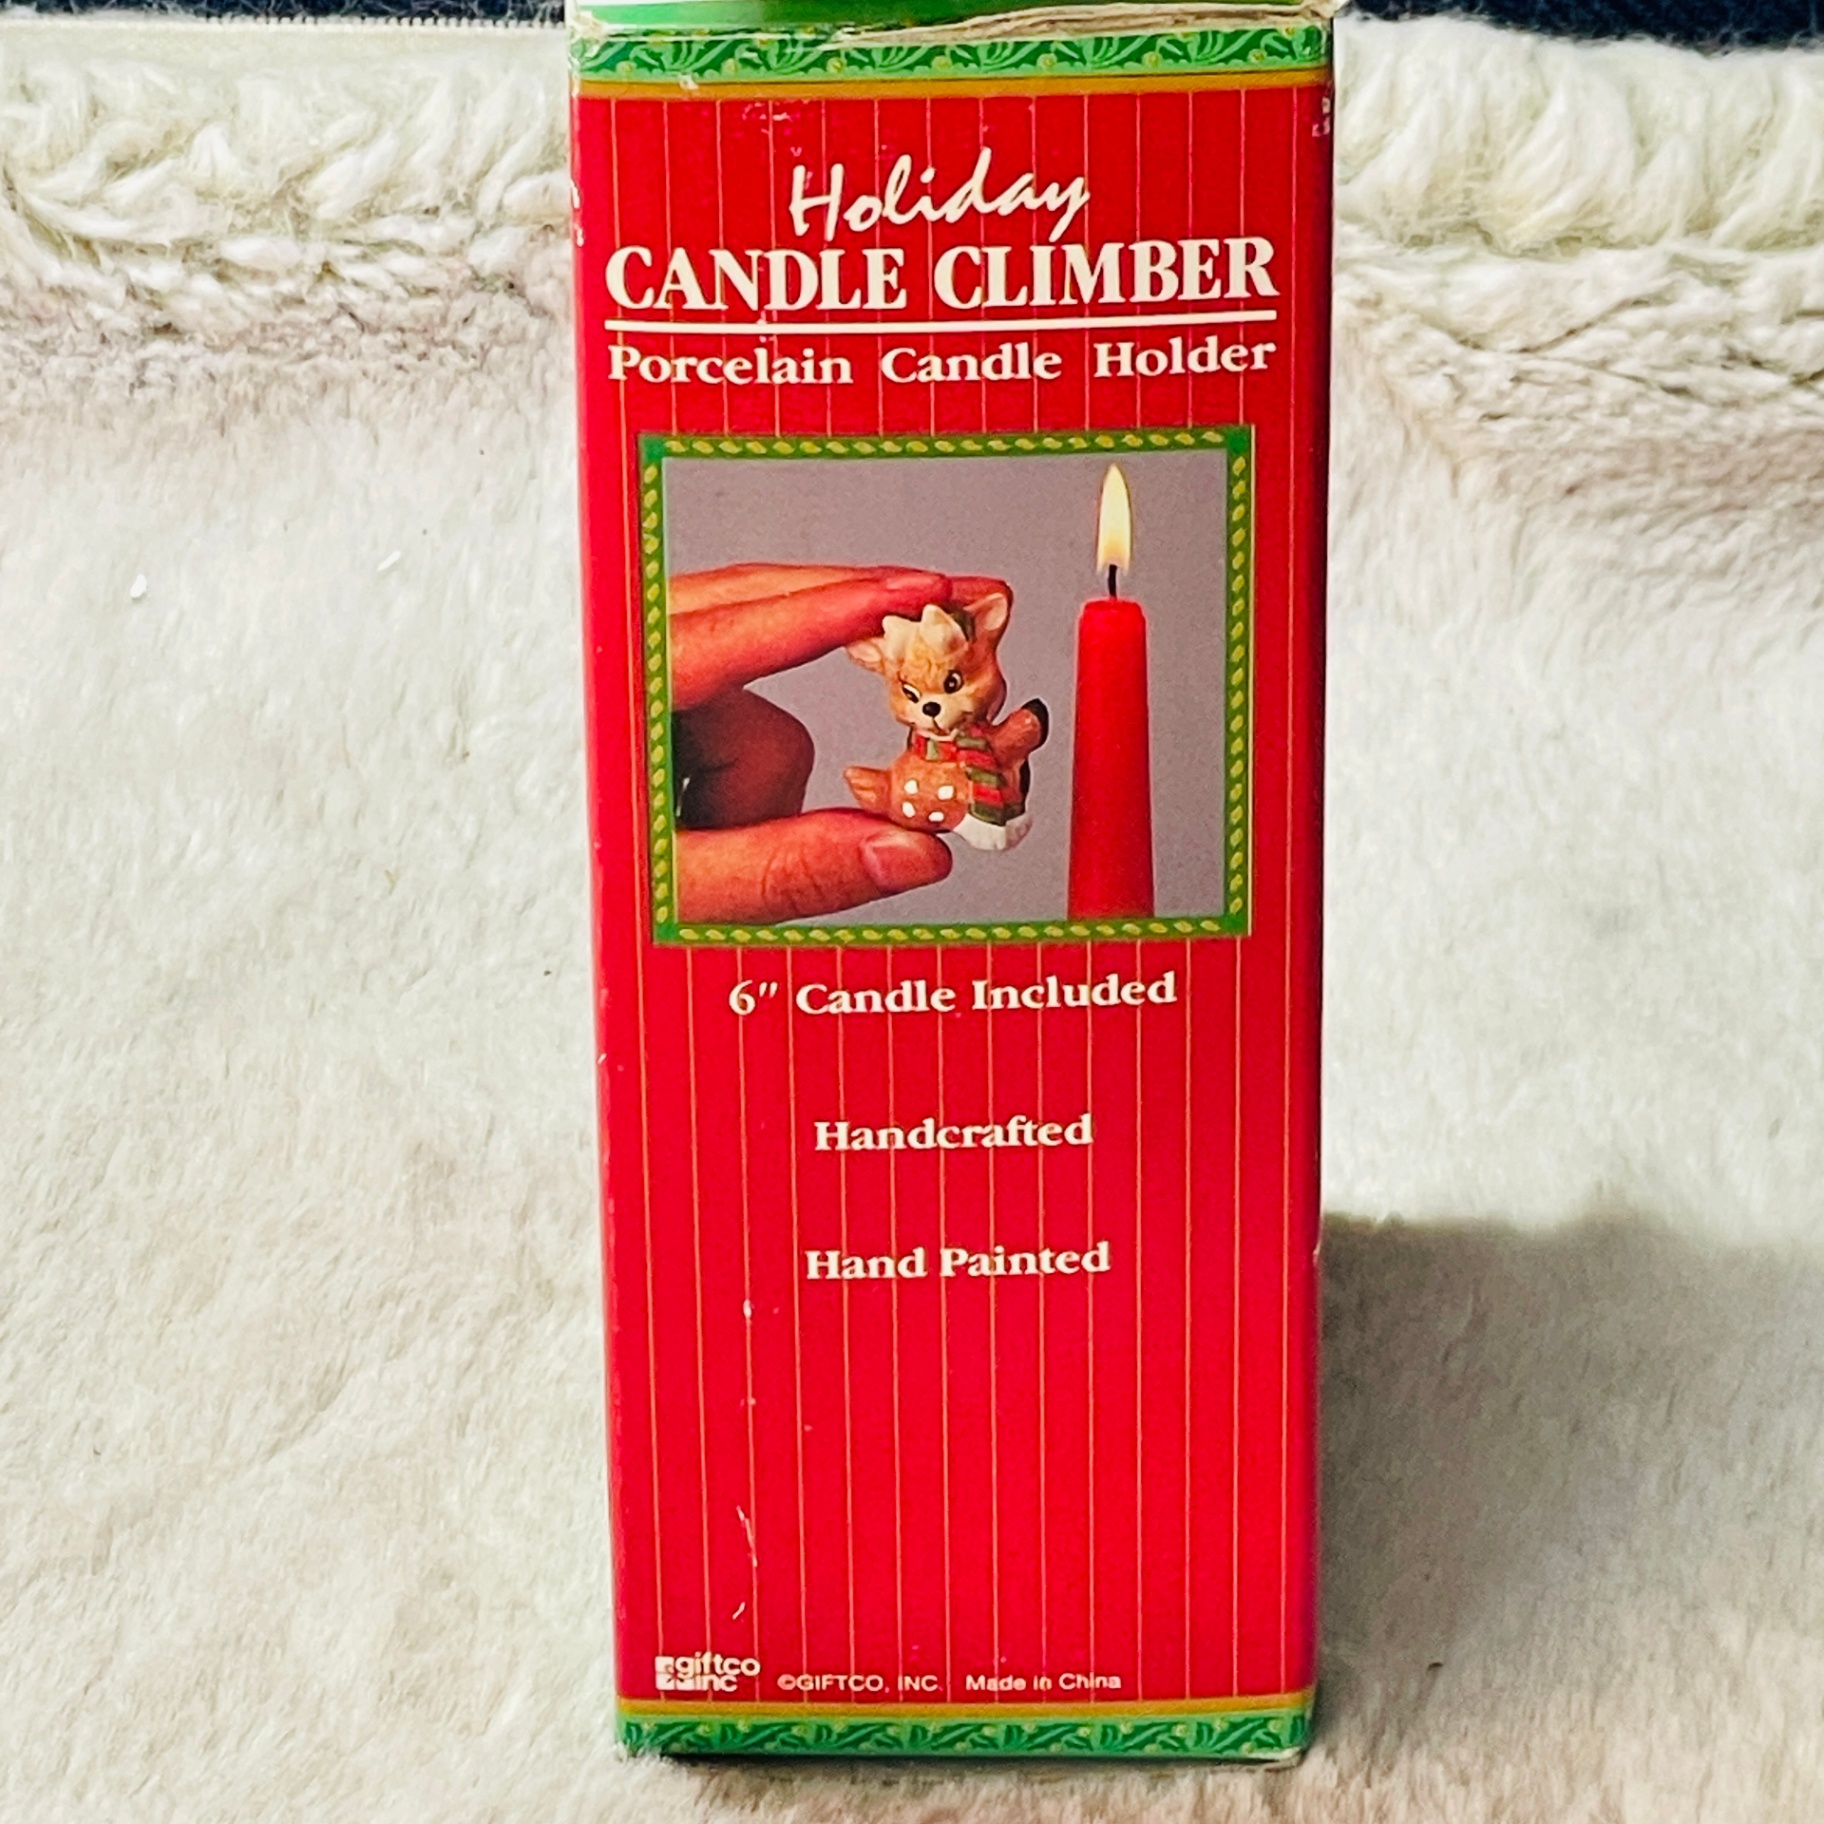 Holiday
CANDLE CLIMBER
Porcelain Candle Holder
6" Candle Included
Handcrafted
Hand Painted
giftco
inc
©GIFTCO, INC. Made in China